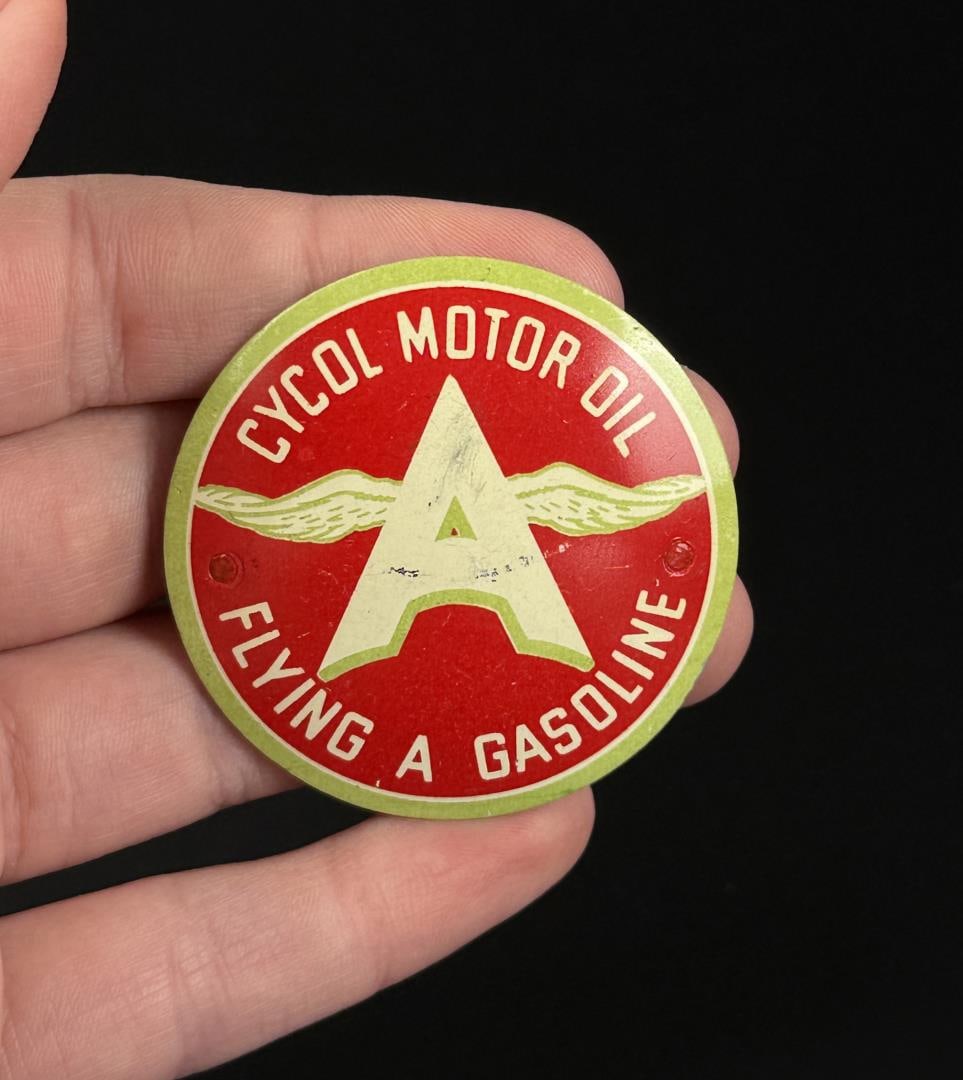 CYCOL MOTOR OIL
A
FLYING A GASOLINE